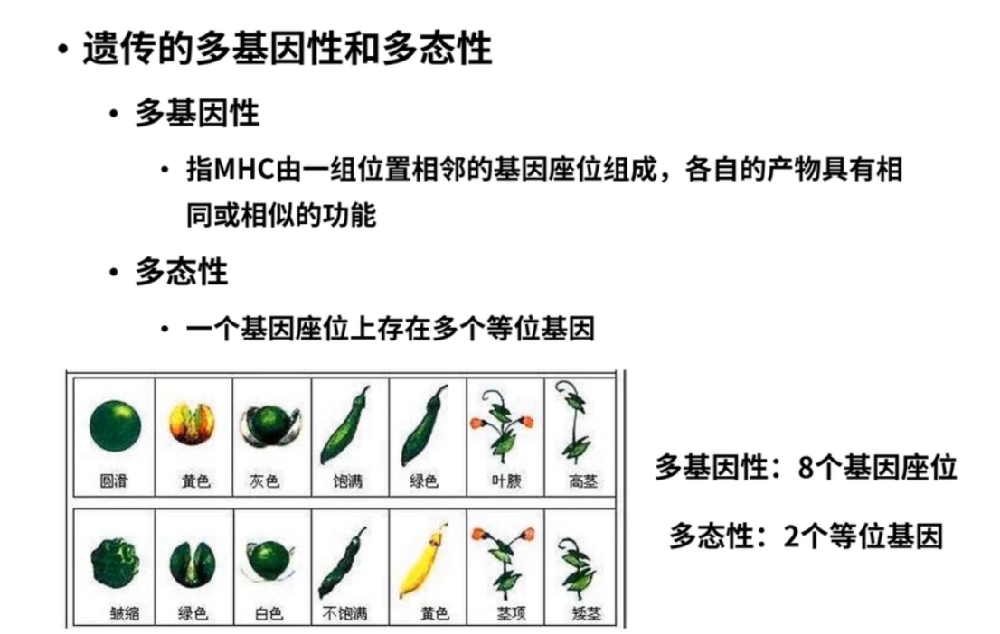 • 遗传的多基因性和多态性
• 多基因性
• 指MHC由一组位置相邻的基因座位组成，各自的产物具有相
同或相似的功能
• 多态性
• 一个基因座位上存在多个等位基因
圆滑 黄色 灰色 饱满 绿色 叶腋 高茎
皱缩 绿色 白色 不饱满 黄色 茎项 矮茎
多基因性：8个基因座位
多态性：2个等位基因